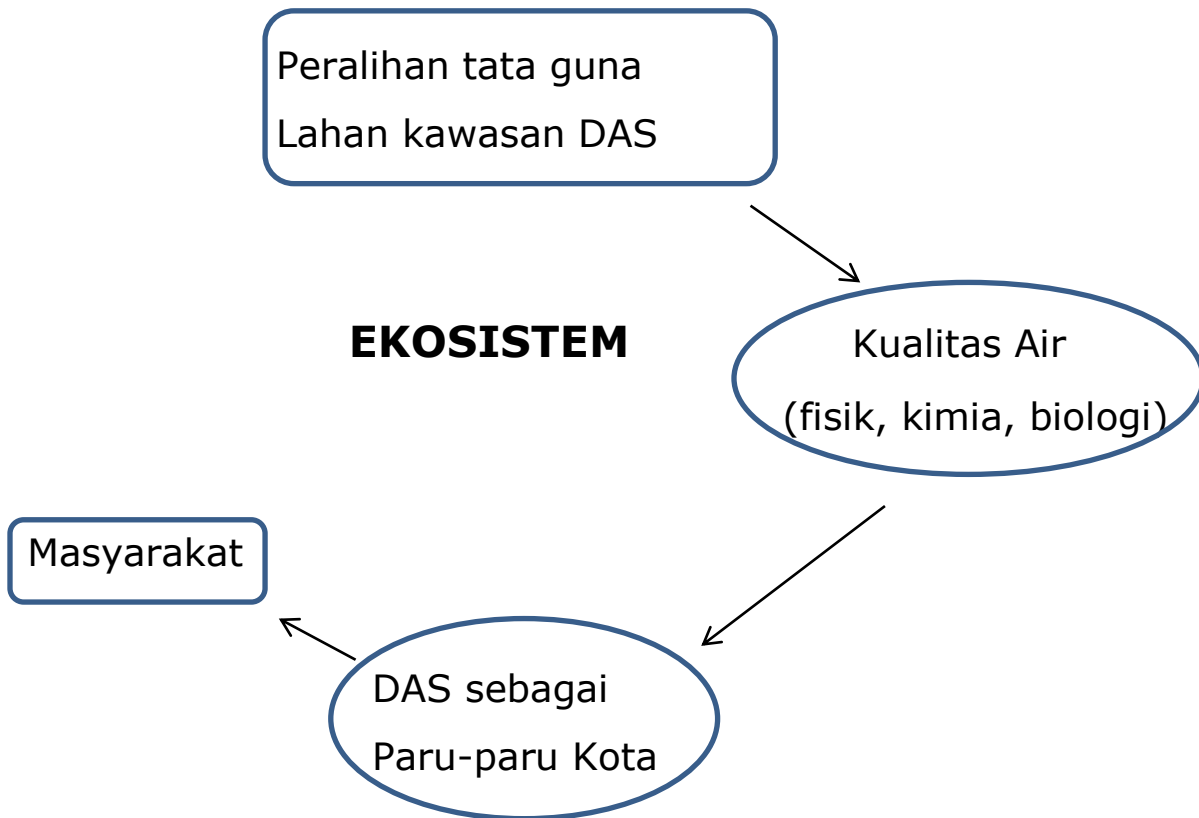 Peralihan tata guna
Lahan kawasan DAS
EKOSISTEM
Kualitas Air
(fisik, kimia, biologi)
Masyarakat
DAS sebagai
Paru-paru Kota